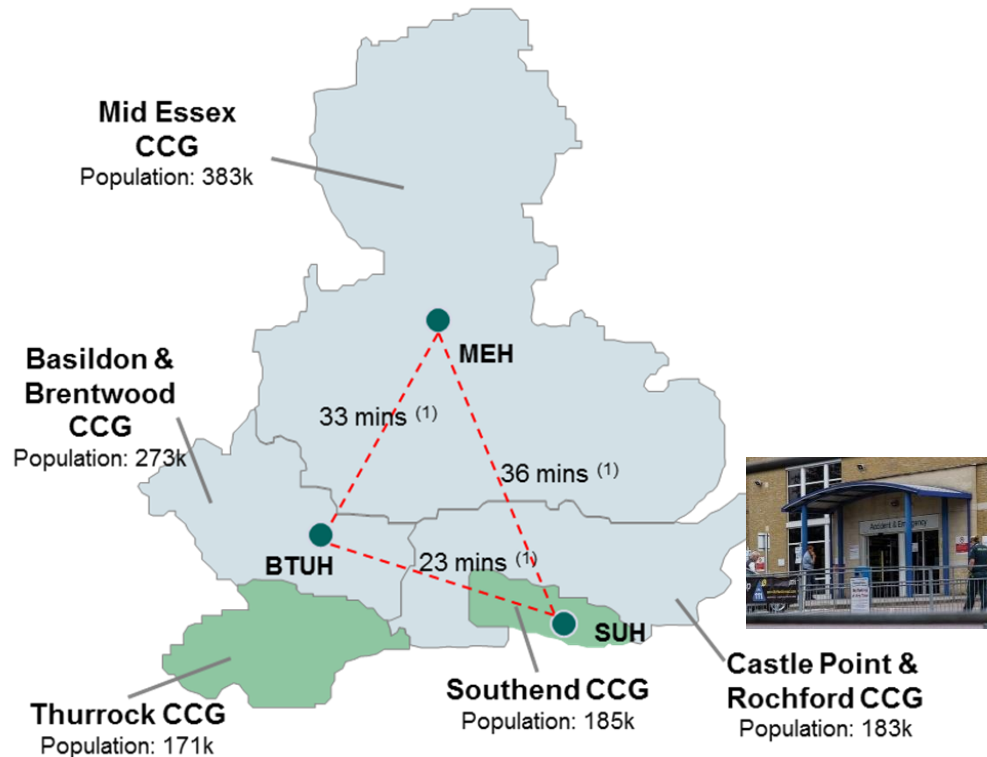 Mid Essex
CCG
Population: 383k
MEH
Basildon &
Brentwood
CCG
Population: 273k
33 mins (1)
36 mins (1)
Accident & Emergency
BTUH
23 mins (1)
SUH
Castle Point &
Rochford CCG
Population: 183k
Southend CCG
Population: 185k
Thurrock CCG
Population: 171k